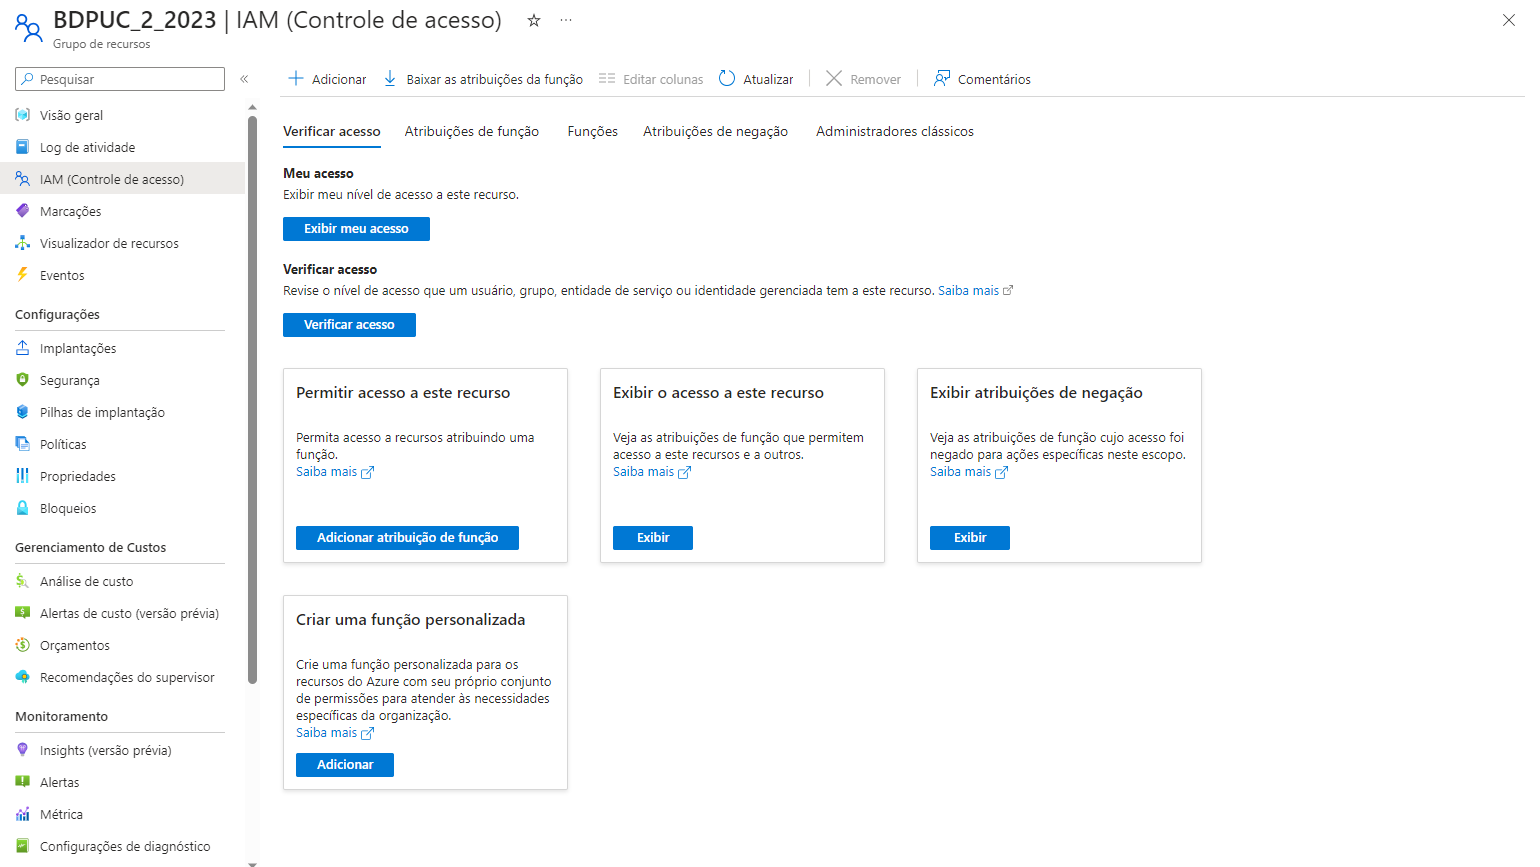 BDPUC_2_2023 | IAM (Controle de acesso)
Grupo de recursos
Pesquisar
Visão geral
Log de atividade
IAM (Controle de acesso)
Marcações
Visualizador de recursos
Eventos
Configurações
Implantações
Segurança
Pilhas de implantação
Políticas
Propriedades
Bloqueios
Gerenciamento de Custos
Análise de custo
Alertas de custo (versão prévia)
Orçamentos
Recomendações do supervisor
Monitoramento
Insights (versão prévia)
Alertas
Métrica
Configurações de diagnóstico
Adicionar
Baixar as atribuições da função
Editar colunas
Atualizar
Remover
Comentários
Verificar acesso
Atribuições de função
Funções
Atribuições de negação
Administradores clássicos
Meu acesso
Exibir meu nível de acesso a este recurso.
Exibir meu acesso
Verificar acesso
Revise o nível de acesso que um usuário, grupo, entidade de serviço ou identidade gerenciada tem a este recurso. Saiba mais
Verificar acesso
Permitir acesso a este recurso
Permita acesso a recursos atribuindo uma
função.
Saiba mais
Adicionar atribuição de função
Exibir o acesso a este recurso
Veja as atribuições de função que permitem
acesso a este recursos e a outros.
Saiba mais
Exibir
Exibir atribuições de negação
Veja as atribuições de função cujo acesso foi
negado para ações específicas neste escopo.
Saiba mais
Exibir
Criar uma função personalizada
Crie uma função personalizada para os
recursos do Azure com seu próprio conjunto
de permissões para atender às necessidades
específicas da organização.
Saiba mais
Adicionar